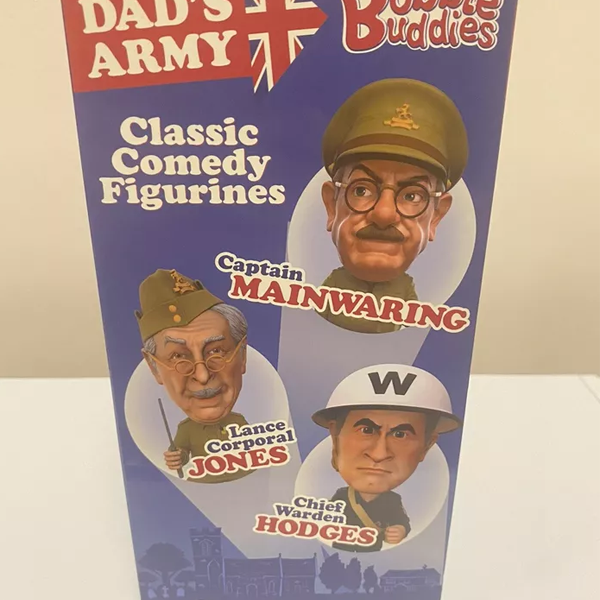 DAD'S
ARMY
Bobble
Buddies
Classic
Comedy
Figurines
Captain
MAINWARING
Lance
Corporal
JONES
W
Chief
Warden
HODGES